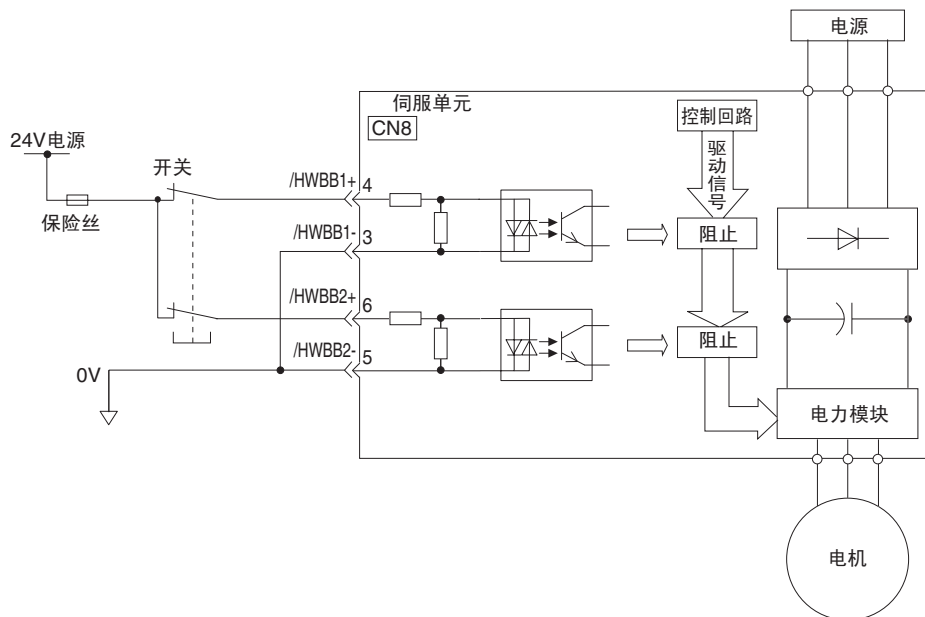 电源
伺服单元
CN8
控制回路
24V电源
开关
驱动信号
/HWBB1+
4
保险丝
/HWBB1-
3
阻止
/HWBB2+
6
阻止
/HWBB2-
5
0V
电力模块
电机